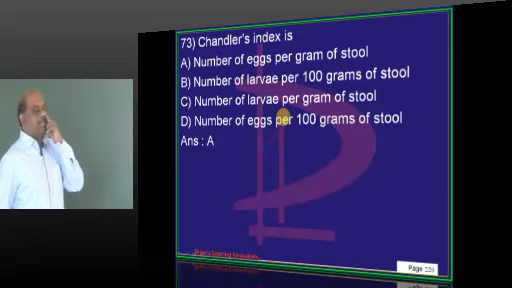 73) Chandler's index is
A) Number of eggs per gram of stool
B) Number of larvae per 100 grams of stool
C) Number of larvae per gram of stool
D) Number of eggs per 100 grams of stool
Ans : A
Page 220